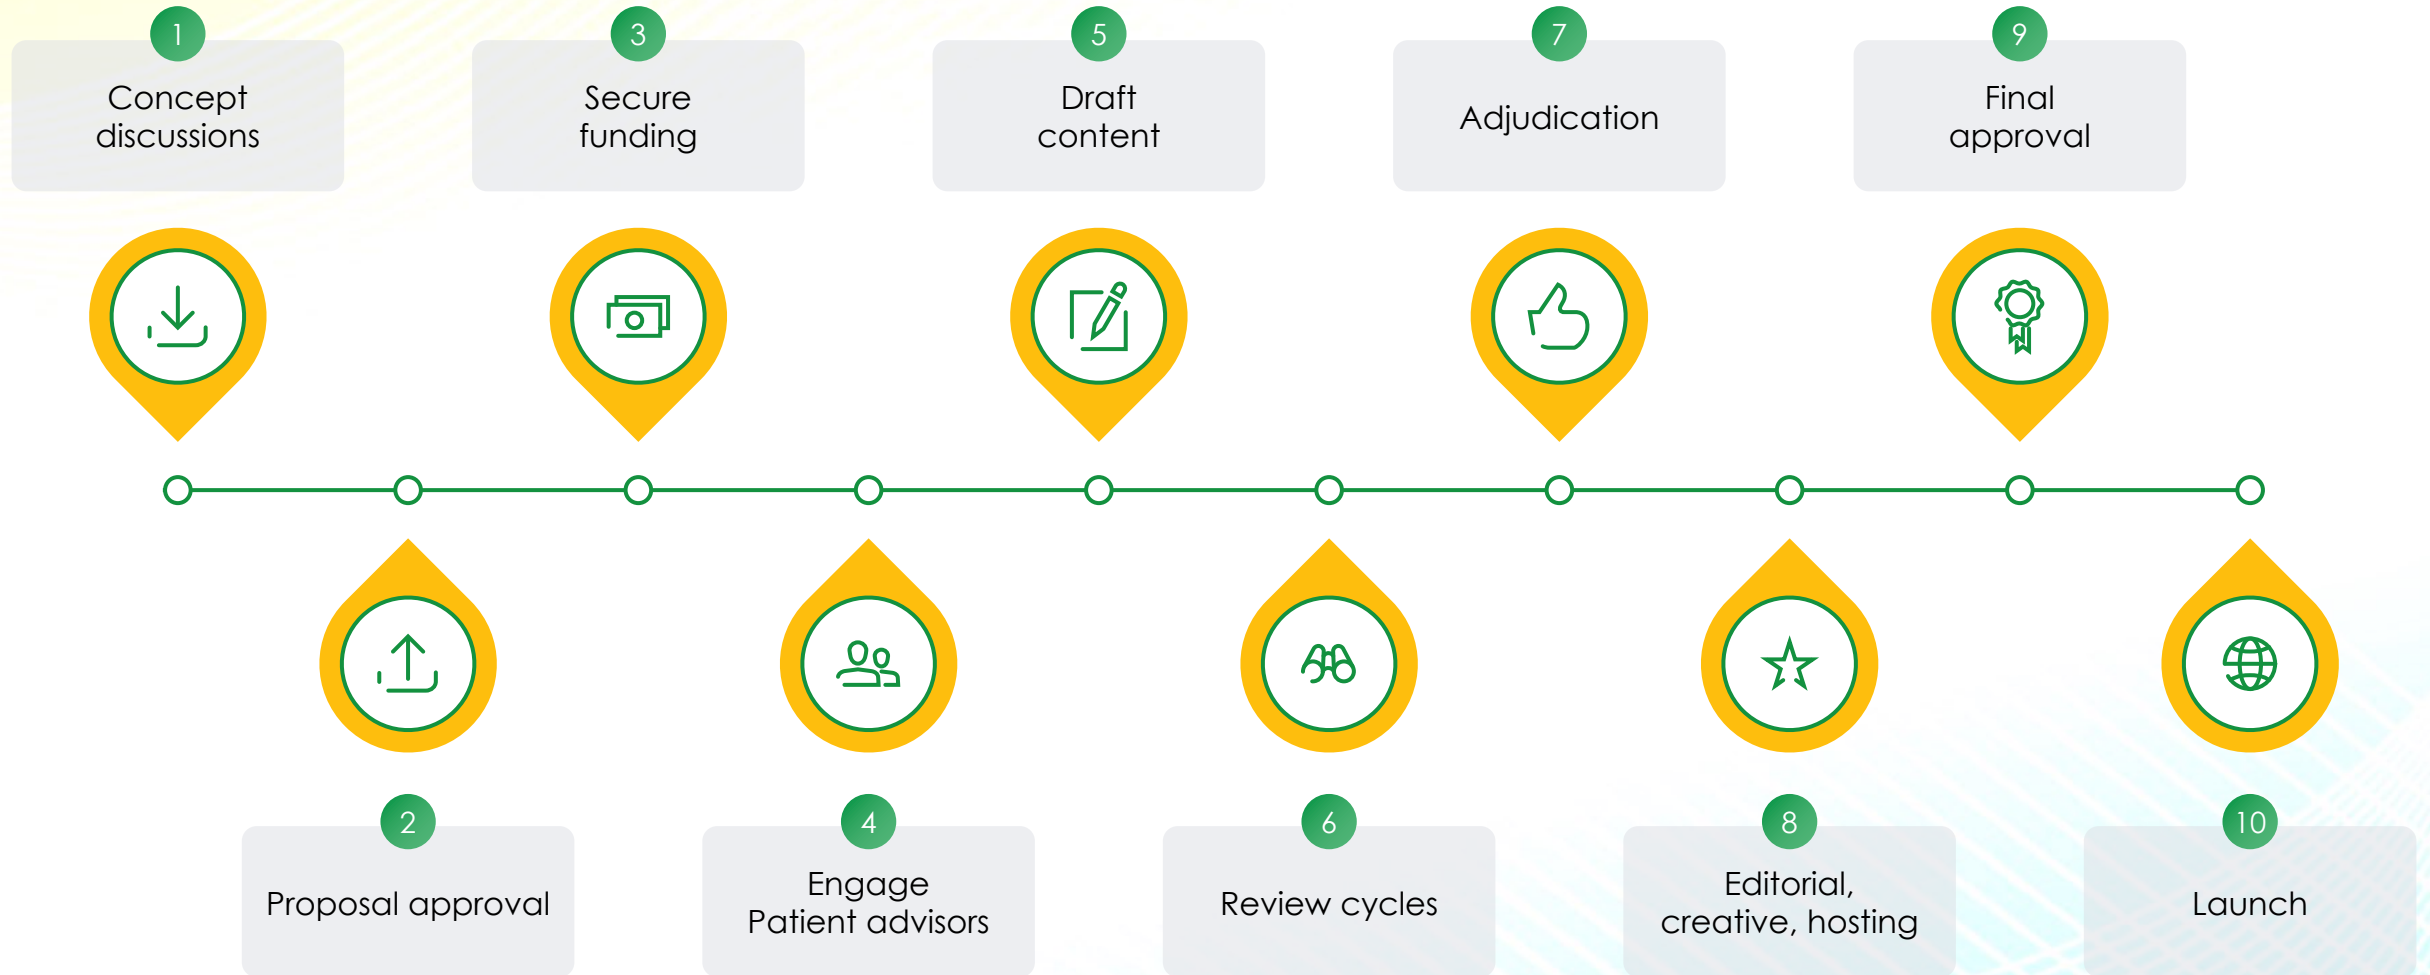 1
Concept
discussions
2
Proposal approval
3
Secure
funding
4
Engage
Patient advisors
5
Draft
content
6
Review cycles
7
Adjudication
8
Editorial,
creative, hosting
9
Final
approval
10
Launch